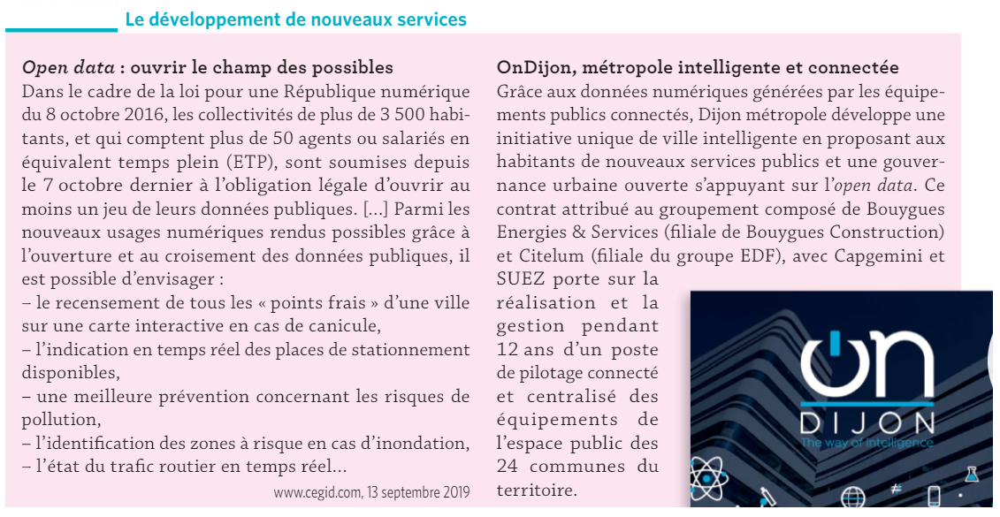 Le développement de nouveaux services
Open data : ouvrir le champ des possibles
Dans le cadre de la loi pour une République numérique
du 8 octobre 2016, les collectivités de plus de 3 500 habi-
tants, et qui comptent plus de 50 agents ou salariés en
équivalent temps plein (ETP), sont soumises depuis
le 7 octobre dernier à l’obligation légale d’ouvrir au
moins un jeu de leurs données publiques. [...] Parmi les
nouveaux usages numériques rendus possibles grâce à
l’ouverture et au croisement des données publiques, il
est possible d’envisager :
– le recensement de tous les « points frais » d’une ville
sur une carte interactive en cas de canicule,
– l’indication en temps réel des places de stationnement
disponibles,
– une meilleure prévention concernant les risques de
pollution,
– l’identification des zones à risque en cas d’inondation,
– l’état du trafic routier en temps réel...
www.cegid.com, 13 septembre 2019
OnDijon, métropole intelligente et connectée
Grâce aux données numériques générées par les équipe-
ments publics connectés, Dijon métropole développe une
initiative unique de ville intelligente en proposant aux
habitants de nouveaux services publics et une gouver-
nance urbaine ouverte s’appuyant sur l’open data. Ce
contrat attribué au groupement composé de Bouygues
Energies & Services (filiale de Bouygues Construction)
et Citelum (filiale du groupe EDF), avec Capgemini et
SUEZ porte sur la
réalisation et la
gestion pendant
12 ans d’un poste
de pilotage connecté
et centralisé des
équipements de
l’espace public des
24 communes du
territoire.
on
DIJON
The way of intelligence
#